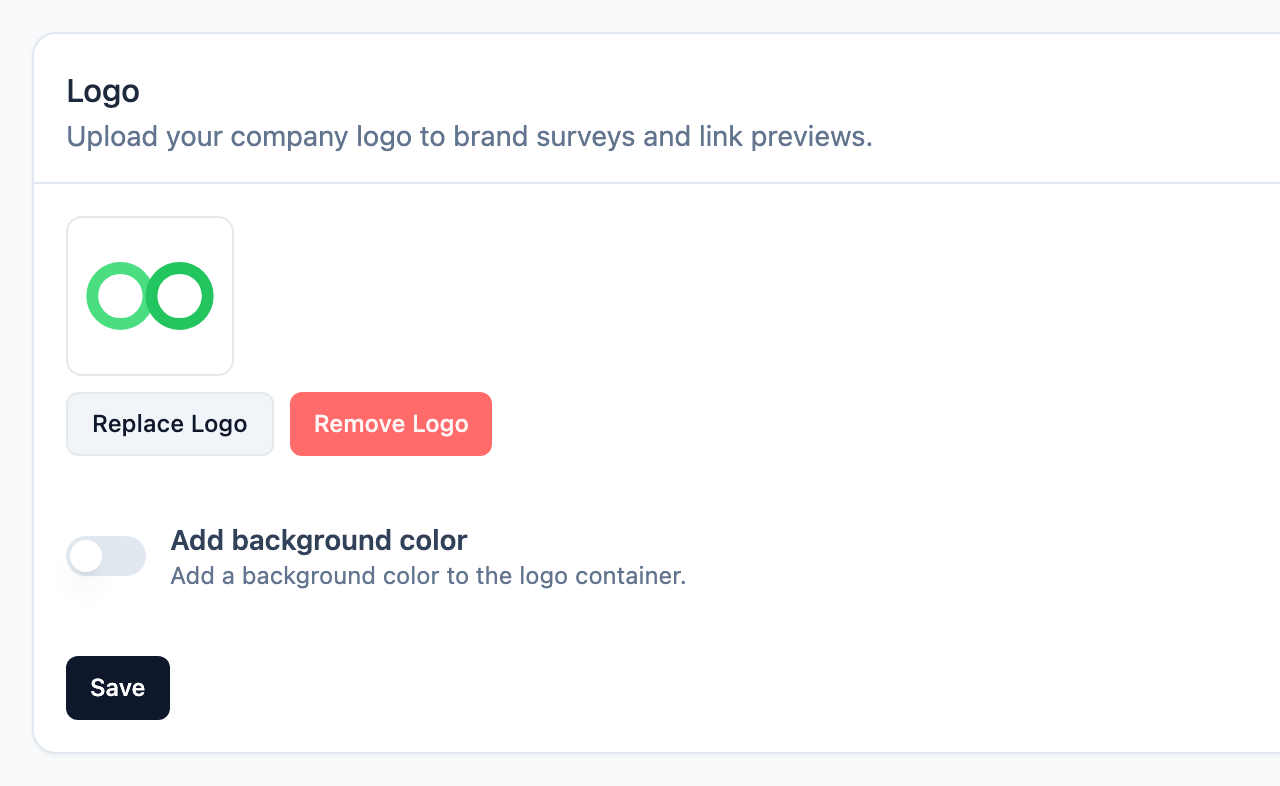 Logo
Upload your company logo to brand surveys and link previews.
Replace Logo
Remove Logo
Add background color
Add a background color to the logo container.
Save